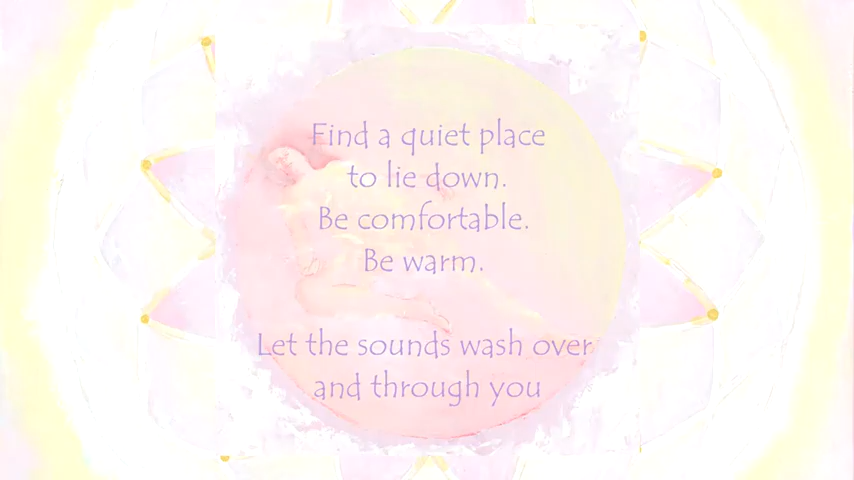 Find a quiet place
to lie down.
Be comfortable.
Be warm.
Let the sounds wash over
and through you